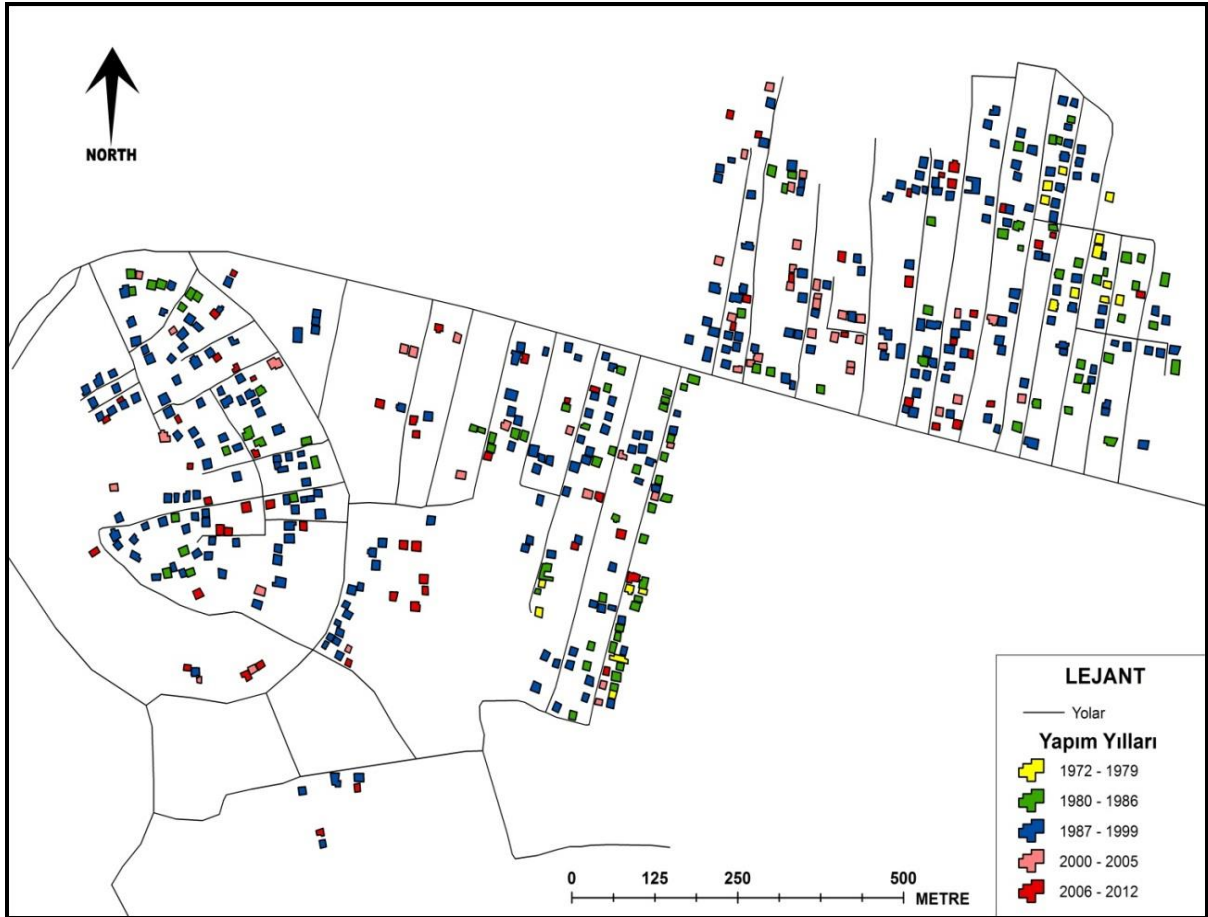 NORTH
LEJANT
Yolar
Yapım Yılları
1972 - 1979
1980 - 1986
1987 - 1999
2000 - 2005
2006 - 2012
0 125 250 500
METRE